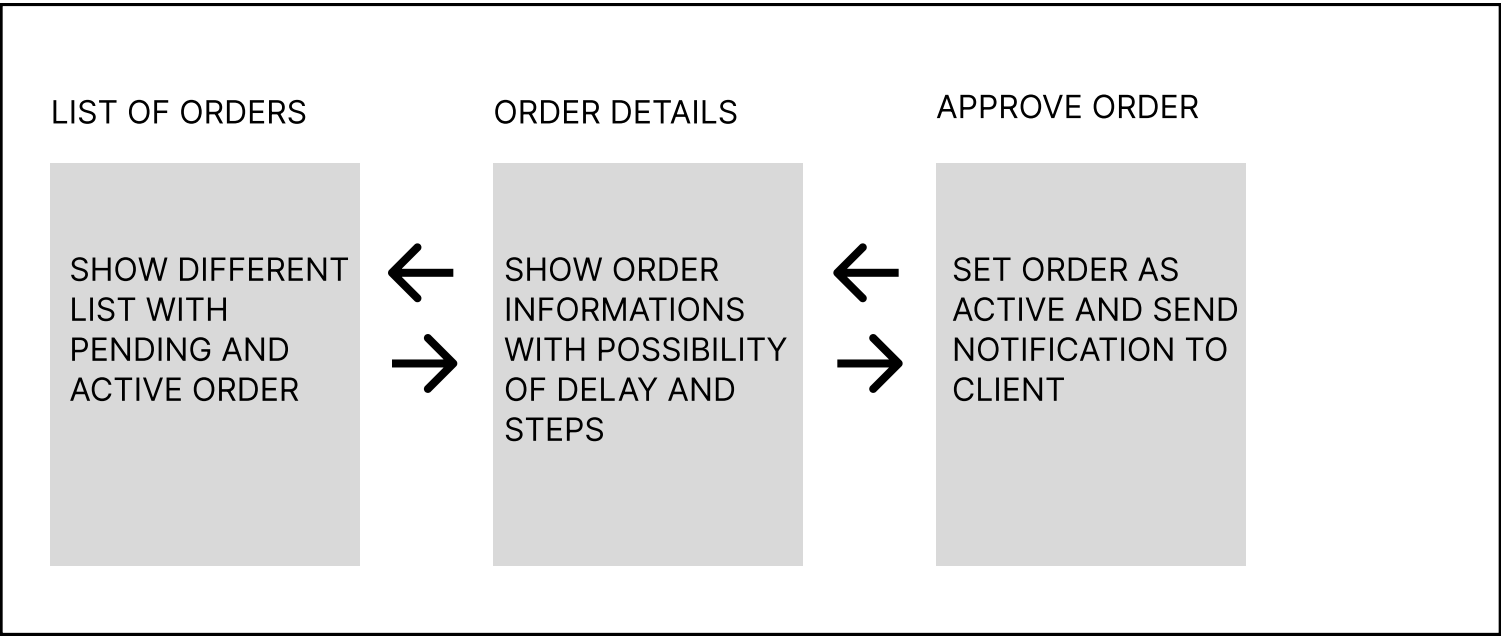 LIST OF ORDERS
SHOW DIFFERENT
LIST WITH
PENDING AND
ACTIVE ORDER
ORDER DETAILS
SHOW ORDER
INFORMATIONS
WITH POSSIBILITY
OF DELAY AND
STEPS
APPROVE ORDER
SET ORDER AS
ACTIVE AND SEND
NOTIFICATION TO
CLIENT